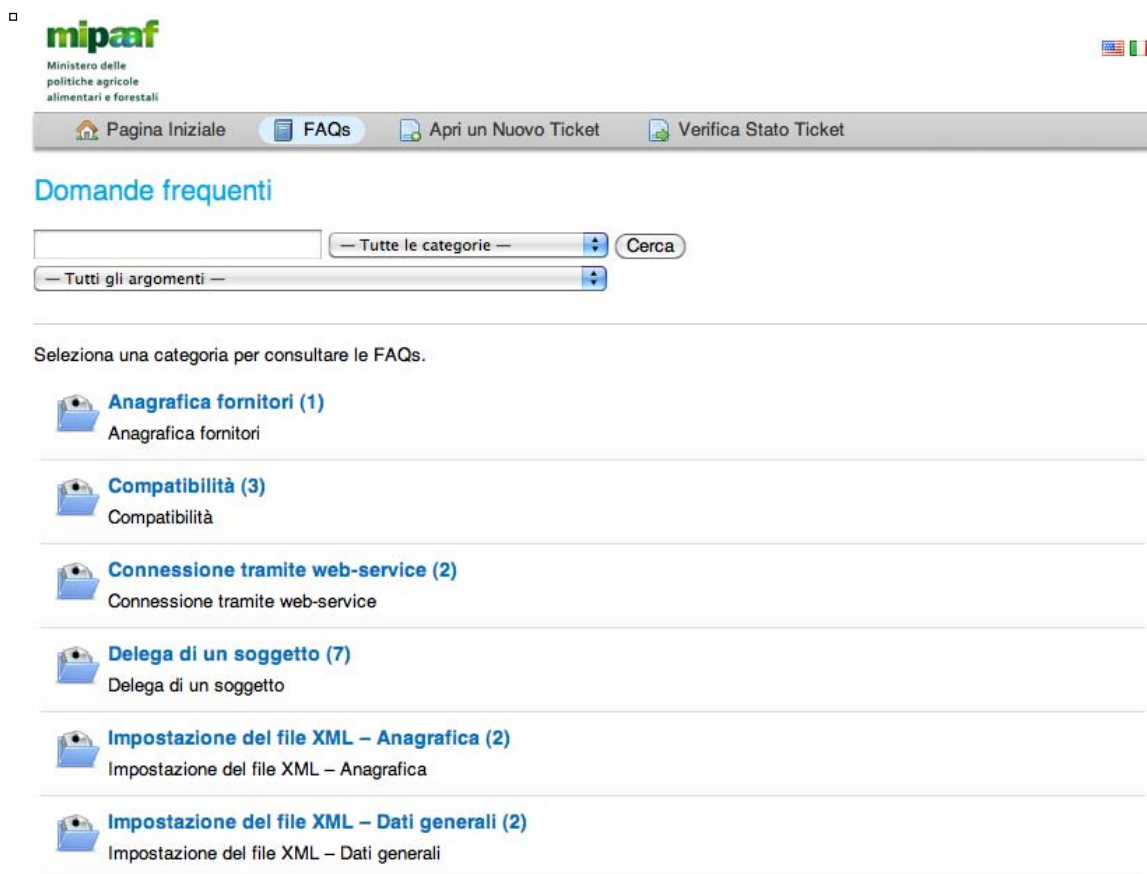 mipaaf
Ministero delle
politiche agricole
alimentari e forestali
Pagina Iniziale FAQs Apri un Nuovo Ticket Verifica Stato Ticket
Domande frequenti
— Tutte le categorie — Cerca
— Tutti gli argomenti —
Seleziona una categoria per consultare le FAQs.
Anagrafica fornitori (1)
Anagrafica fornitori
Compatibilità (3)
Compatibilità
Connessione tramite web-service (2)
Connessione tramite web-service
Delega di un soggetto (7)
Delega di un soggetto
Impostazione del file XML – Anagrafica (2)
Impostazione del file XML – Anagrafica
Impostazione del file XML – Dati generali (2)
Impostazione del file XML – Dati generali